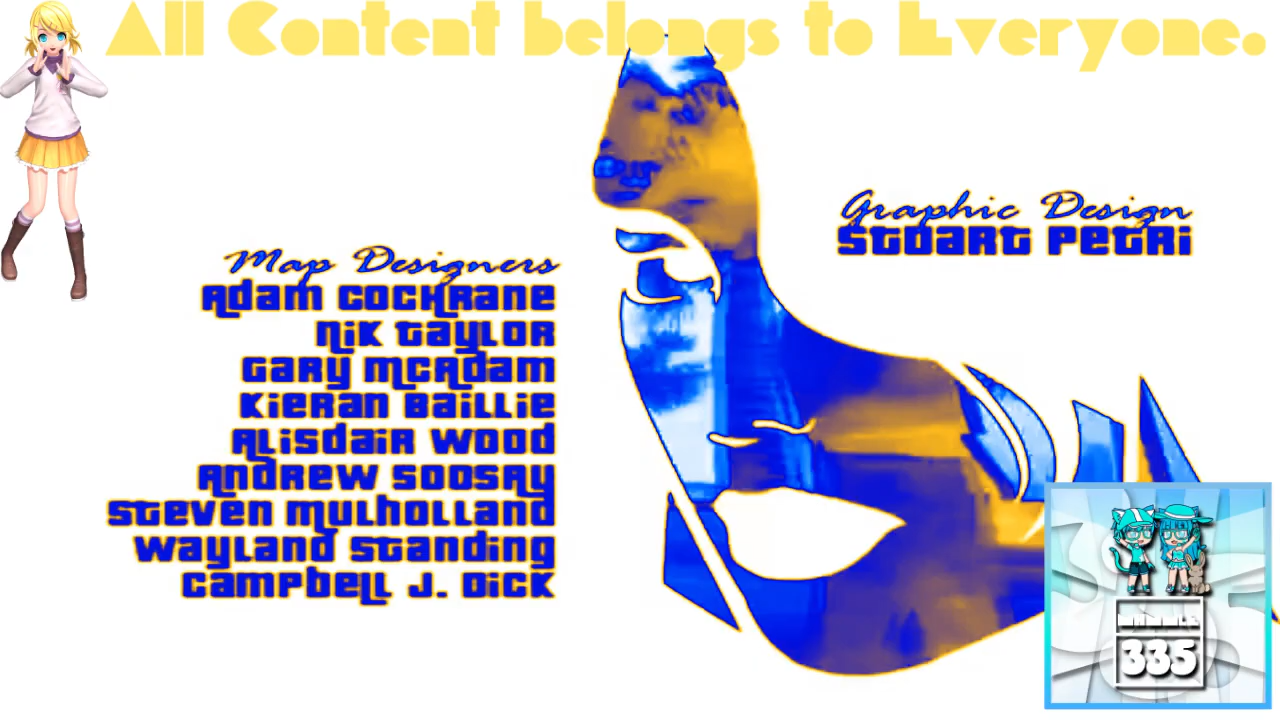 All Content belongs to Everyone.
Graphic Design
STUART PETRI
Map Designers
ADAM COCHRANE
NIK TAYLOR
GARY MCADAM
KIERAN BAILLIE
ALISDAIR WOOD
ANDREW SOOSAY
STEVEN MULHOLLAND
WAYLAND STANDING
CAMPBELL J. DICK
335